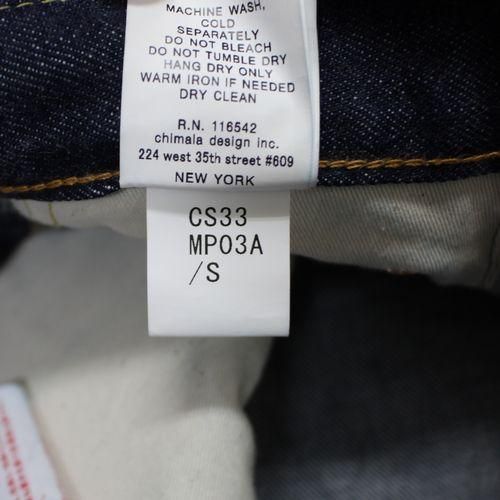 MACHINE WASH,
COLD
SEPARATELY
DO NOT BLEACH
DO NOT TUMBLE DRY
HANG DRY ONLY
WARM IRON IF NEEDED
DRY CLEAN
R.N. 116542
chimala design inc.
224 west 35th street #609
NEW YORK
CS33
MP03A
/S